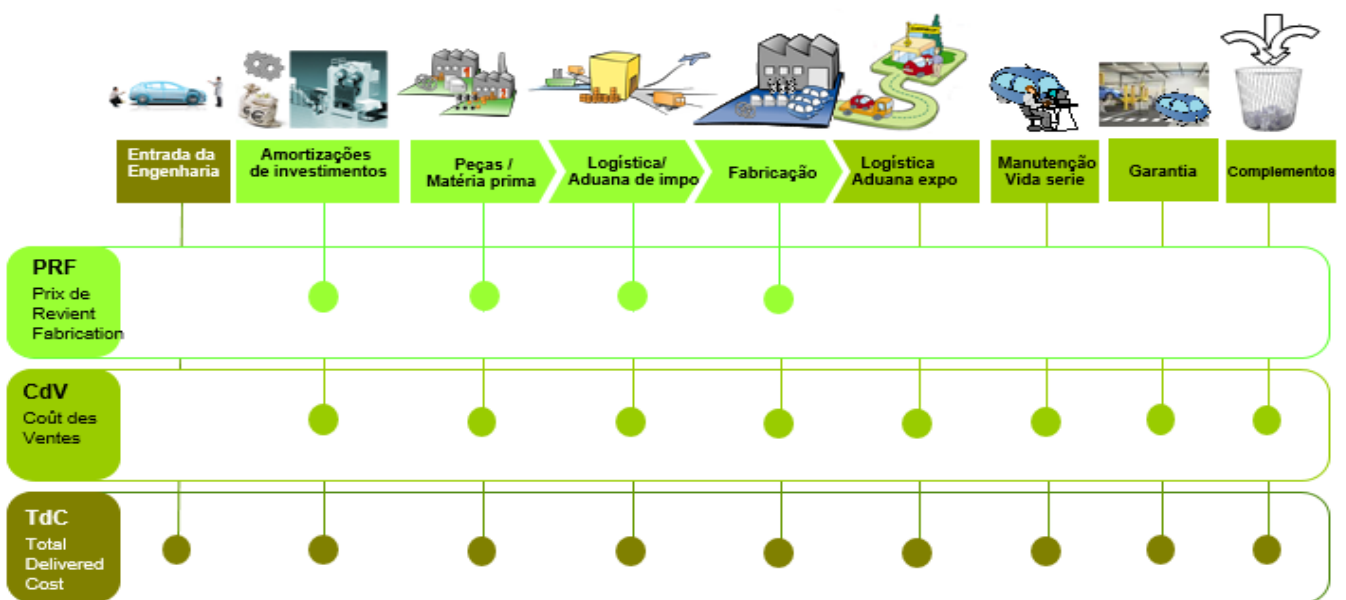 Entrada da
Engenharia
Amortizações
de investimentos
Peças /
Matéria prima
Logística/
Aduana de impo
Fabricação
Logística
Aduana expo
Manutenção
Vida serie
Garantia
Complementos
PRF
Prix de
Revient
Fabrication
CdV
Coût des
Ventes
TdC
Total
Delivered
Cost